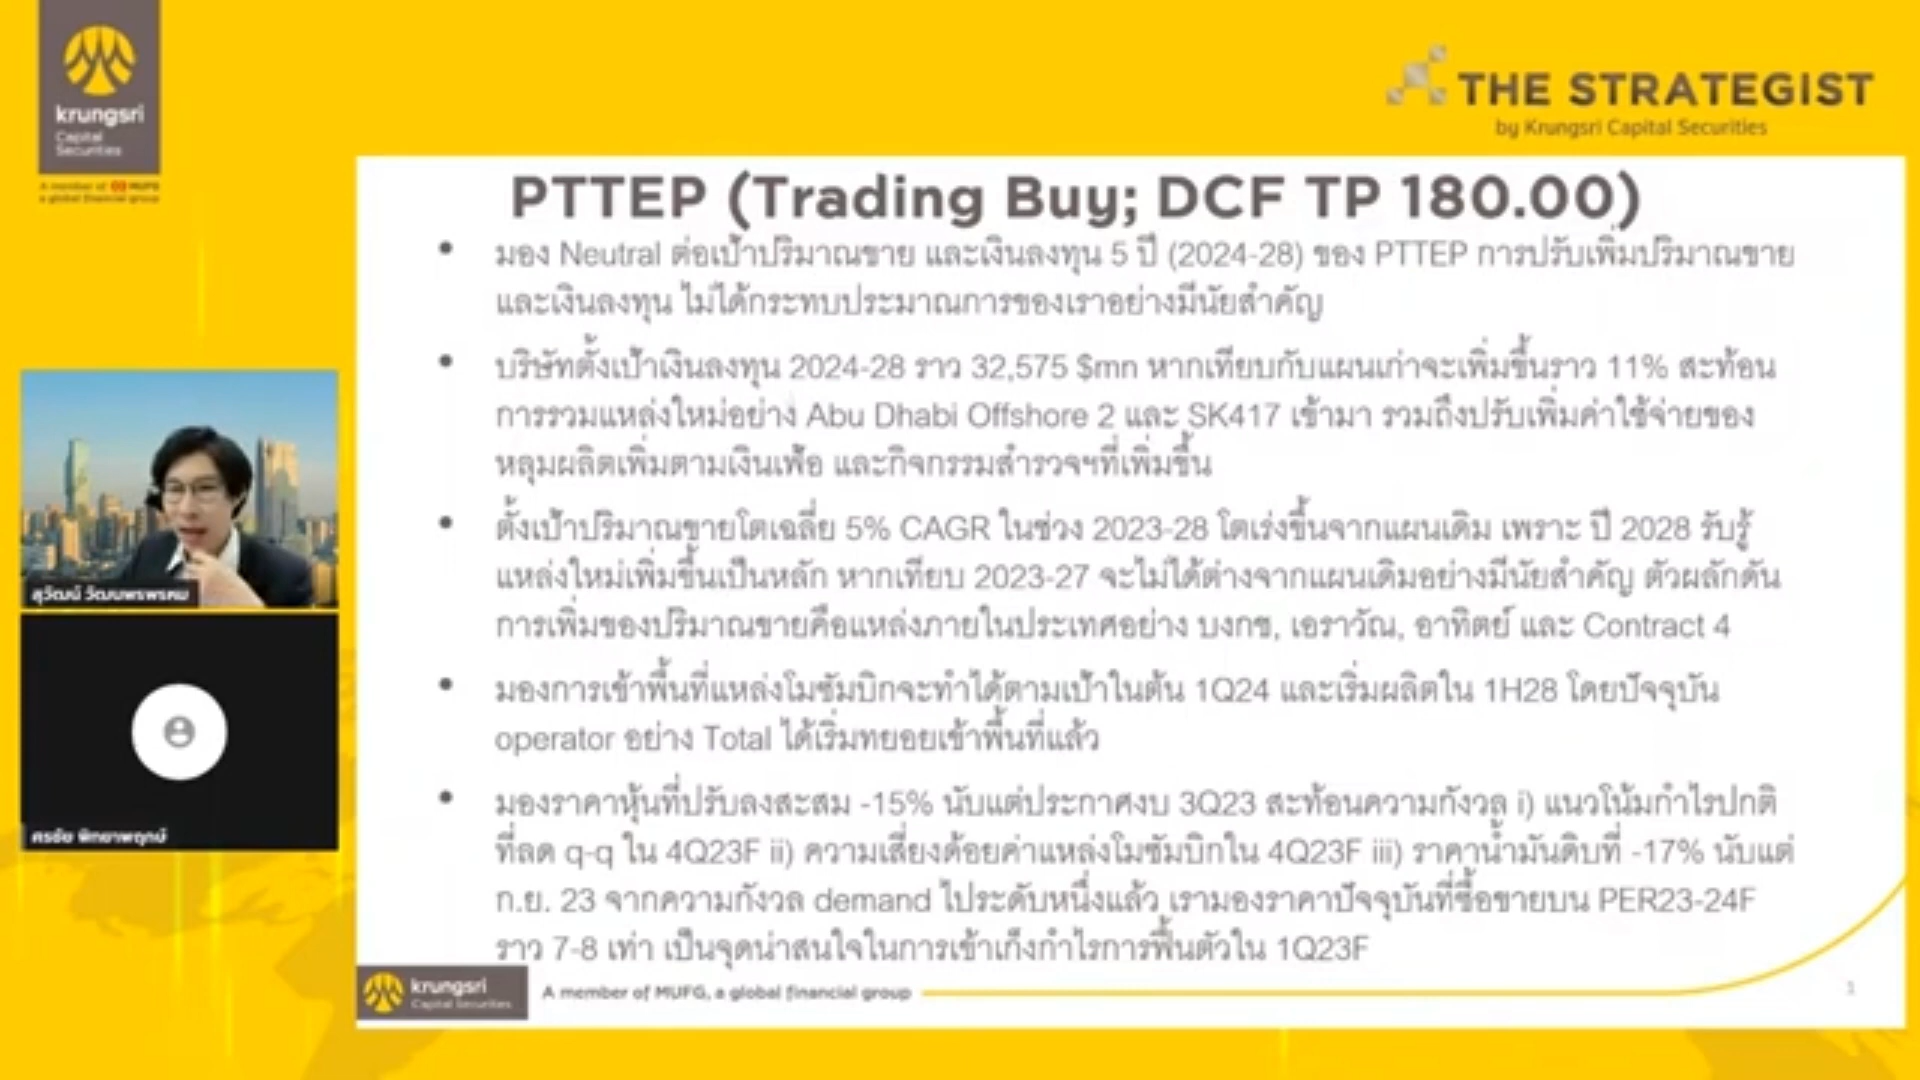 krungsri
Capital
Securities
A member of MUFG
a global financial group
THE STRATEGIST
by Krungsri Capital Securities
PTTEP (Trading Buy; DCF TP 180.00)
• มอง Neutral ต่อเป้าปริมาณขาย และเงินลงทุน 5 ปี (2024-28) ของ PTTEP การปรับเพิ่มปริมาณขาย
และเงินลงทุน ไม่ได้กระทบประมาณการของเราอย่างมีนัยสำคัญ
• บริษัทตั้งเป้าเงินลงทุน 2024-28 ราว 32,575 $mn หากเทียบกับแผนเก่าจะเพิ่มขึ้นราว 11% สะท้อน
การรวมแหล่งใหม่อย่าง Abu Dhabi Offshore 2 และ SK417 เข้ามา รวมถึงปรับเพิ่มค่าใช้จ่ายของ
หลุมผลิตเพิ่มตามเงินเฟ้อ และกิจกรรมสำรวจฯที่เพิ่มขึ้น
• ตั้งเป้าปริมาณขายโตเฉลี่ย 5% CAGR ในช่วง 2023-28 โตเร่งขึ้นจากแผนเดิม เพราะ ปี 2028 รับรู้
แหล่งใหม่เพิ่มขึ้นเป็นหลัก หากเทียบ 2023-27 จะไม่ได้ต่างจากแผนเดิมอย่างมีนัยสำคัญ ตัวผลักดัน
การเพิ่มของปริมาณขายคือแหล่งภายในประเทศอย่าง บงกช, เอราวัณ, อาทิตย์ และ Contract 4
• มองการเข้าพื้นที่แหล่งโมซัมบิกจะทำได้ตามเป้าในต้น 1Q24 และเริ่มผลิตใน 1H28 โดยปัจจุบัน
operator อย่าง Total ได้เริ่มทยอยเข้าพื้นที่แล้ว
• มองราคาหุ้นที่ปรับลงสะสม -15% นับแต่ประกาศงบ 3Q23 สะท้อนความกังวล i) แนวโน้มกำไรปกติ
ที่ลด q-q ใน 4Q23F ii) ความเสี่ยงด้อยค่าแหล่งโมซัมบิกใน 4Q23F iii) ราคาน้ำมันดิบที่ -17% นับแต่
ก.ย. 23 จากความกังวล demand ไประดับหนึ่งแล้ว เรามองราคาปัจจุบันที่ซื้อขายบน PER23-24F
ราว 7-8 เท่า เป็นจุดน่าสนใจในการเข้าเก็งกำไรการฟื้นตัวใน 1Q23F
สุวัฒน์ วัฒนพรพรหม
ศรชัย พิทยาพฤกษ์
krungsri
Capital Securities
A member of MUFG, a global financial group
1